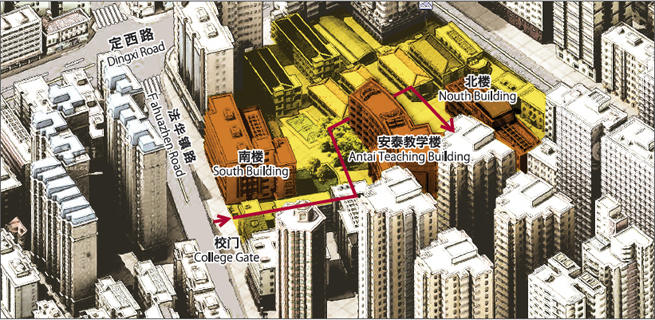 定西路
Dingxi Road
法华镇路
Fahuazhen Road
北楼
Nouth Building
安泰教学楼
Antai Teaching Building
南楼
South Building
校门
College Gate